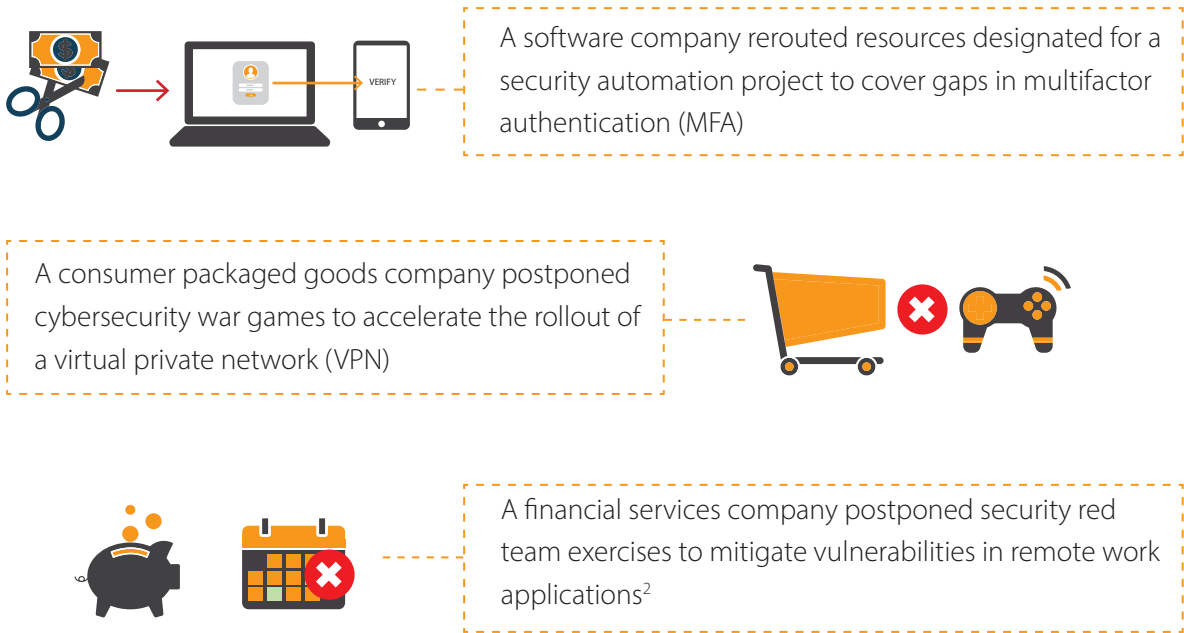 VERIFY
A software company rerouted resources designated for a
security automation project to cover gaps in multifactor
authentication (MFA)
A consumer packaged goods company postponed
cybersecurity war games to accelerate the rollout of
a virtual private network (VPN)
A financial services company postponed security red
team exercises to mitigate vulnerabilities in remote work
applications²